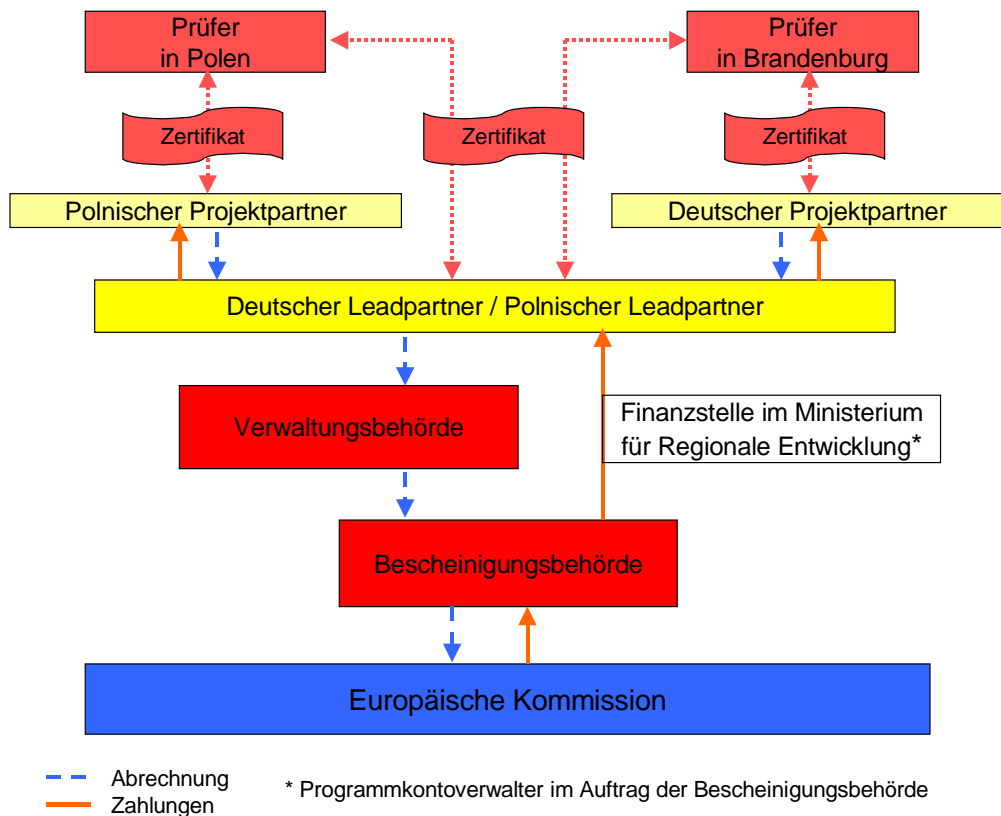 Prüfer
in Polen
Prüfer
in Brandenburg
Zertifikat
Zertifikat
Zertifikat
Polnischer Projektpartner
Deutscher Projektpartner
Deutscher Leadpartner / Polnischer Leadpartner
Verwaltungsbehörde
Finanzstelle im Ministerium
für Regionale Entwicklung*
Bescheinigungsbehörde
Europäische Kommission
Abrechnung
Zahlungen
* Programmkontoverwalter im Auftrag der Bescheinigungsbehörde